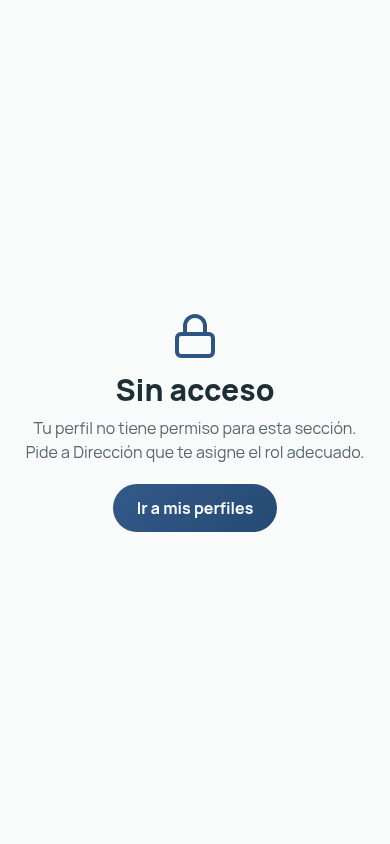 Sin acceso
Tu perfil no tiene permiso para esta sección.
Pide a Dirección que te asigne el rol adecuado.
Ir a mis perfiles